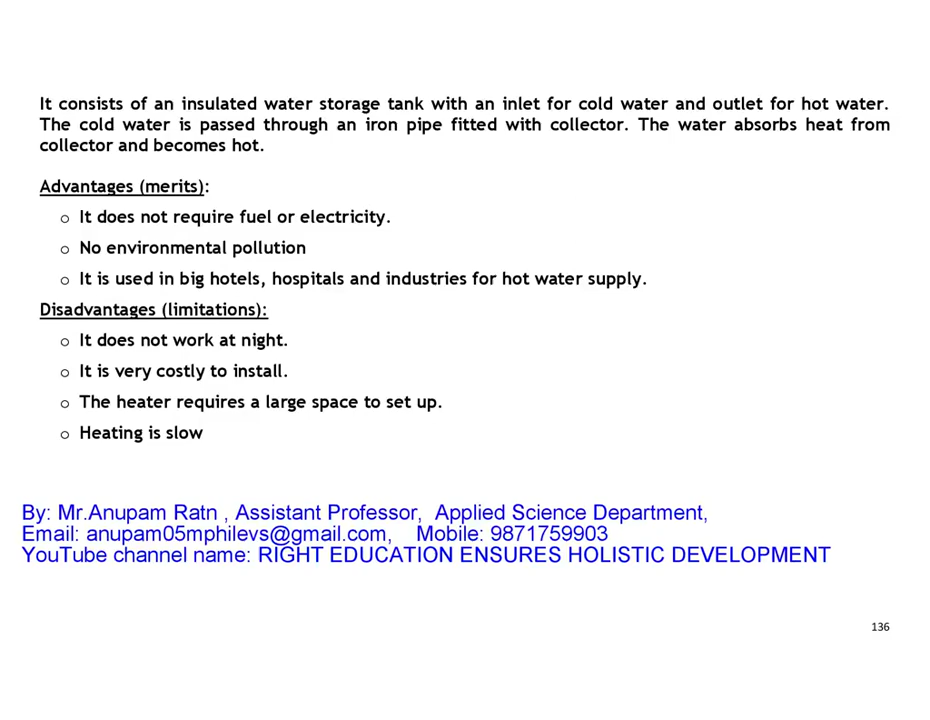 It consists of an insulated water storage tank with an inlet for cold water and outlet for hot water.
The cold water is passed through an iron pipe fitted with collector. The water absorbs heat from
collector and becomes hot.
Advantages (merits):
o It does not require fuel or electricity.
o No environmental pollution
o It is used in big hotels, hospitals and industries for hot water supply.
Disadvantages (limitations):
o It does not work at night.
o It is very costly to install.
o The heater requires a large space to set up.
o Heating is slow
By: Mr.Anupam Ratn , Assistant Professor, Applied Science Department,
Email: anupam05mphilevs@gmail.com, Mobile: 9871759903
YouTube channel name: RIGHT EDUCATION ENSURES HOLISTIC DEVELOPMENT
136